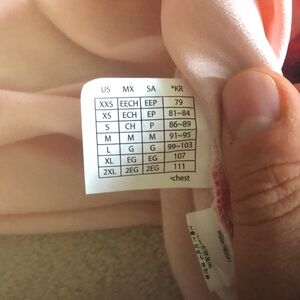 US MX SA *KR
XXS EECH EEP 79
XS ECH EP 81~84
S CH P 86~89
M M M 91~95
L G G 99~103
XL EG EG 107
2XL 2EG 2EG 111
*chest